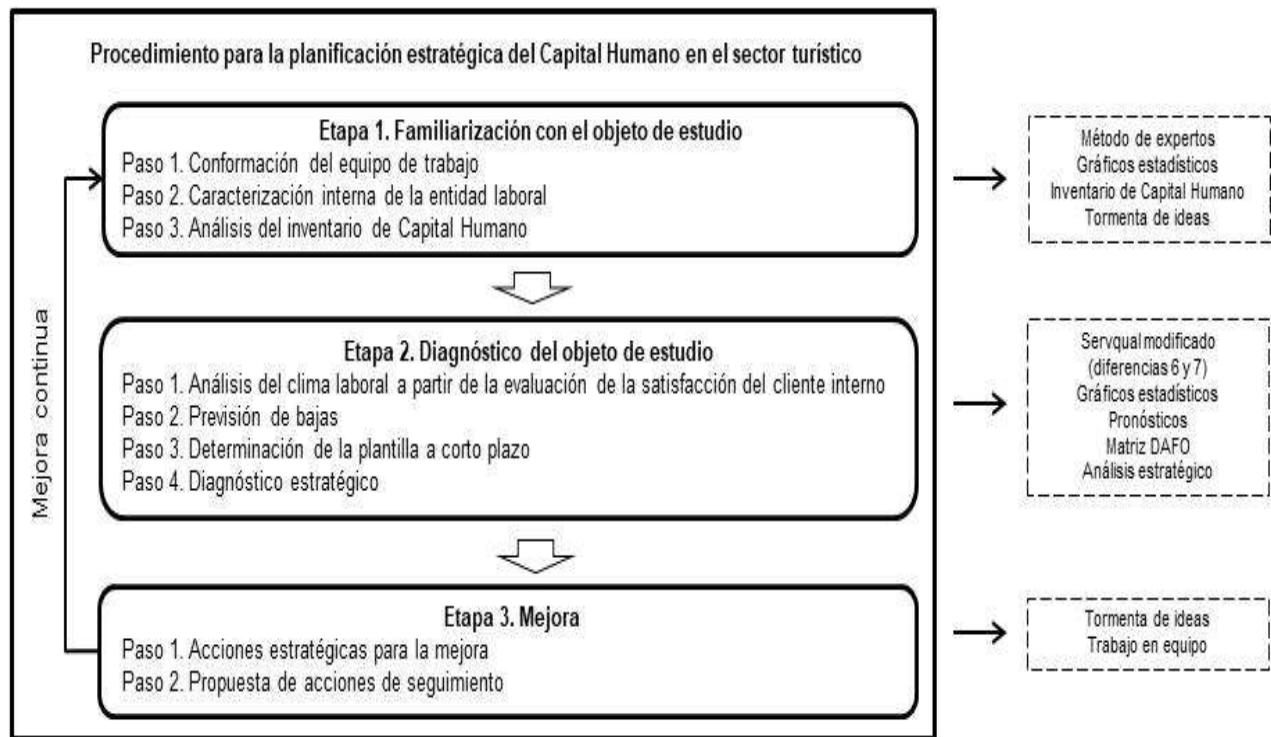 Procedimiento para la planificación estratégica del Capital Humano en el sector turístico
Etapa 1. Familiarización con el objeto de estudio
Paso 1. Conformación del equipo de trabajo
Paso 2. Caracterización interna de la entidad laboral
Paso 3. Análisis del inventario de Capital Humano
Método de expertos
Gráficos estadísticos
Inventario de Capital Humano
Tormenta de ideas
Mejora continua
Etapa 2. Diagnóstico del objeto de estudio
Paso 1. Análisis del clima laboral a partir de la evaluación de la satisfacción del cliente interno
Paso 2. Previsión de bajas
Paso 3. Determinación de la plantilla a corto plazo
Paso 4. Diagnóstico estratégico
Servqual modificado
(diferencias 6 y 7)
Gráficos estadísticos
Pronósticos
Matriz DAFO
Análisis estratégico
Etapa 3. Mejora
Paso 1. Acciones estratégicas para la mejora
Paso 2. Propuesta de acciones de seguimiento
Tormenta de ideas
Trabajo en equipo